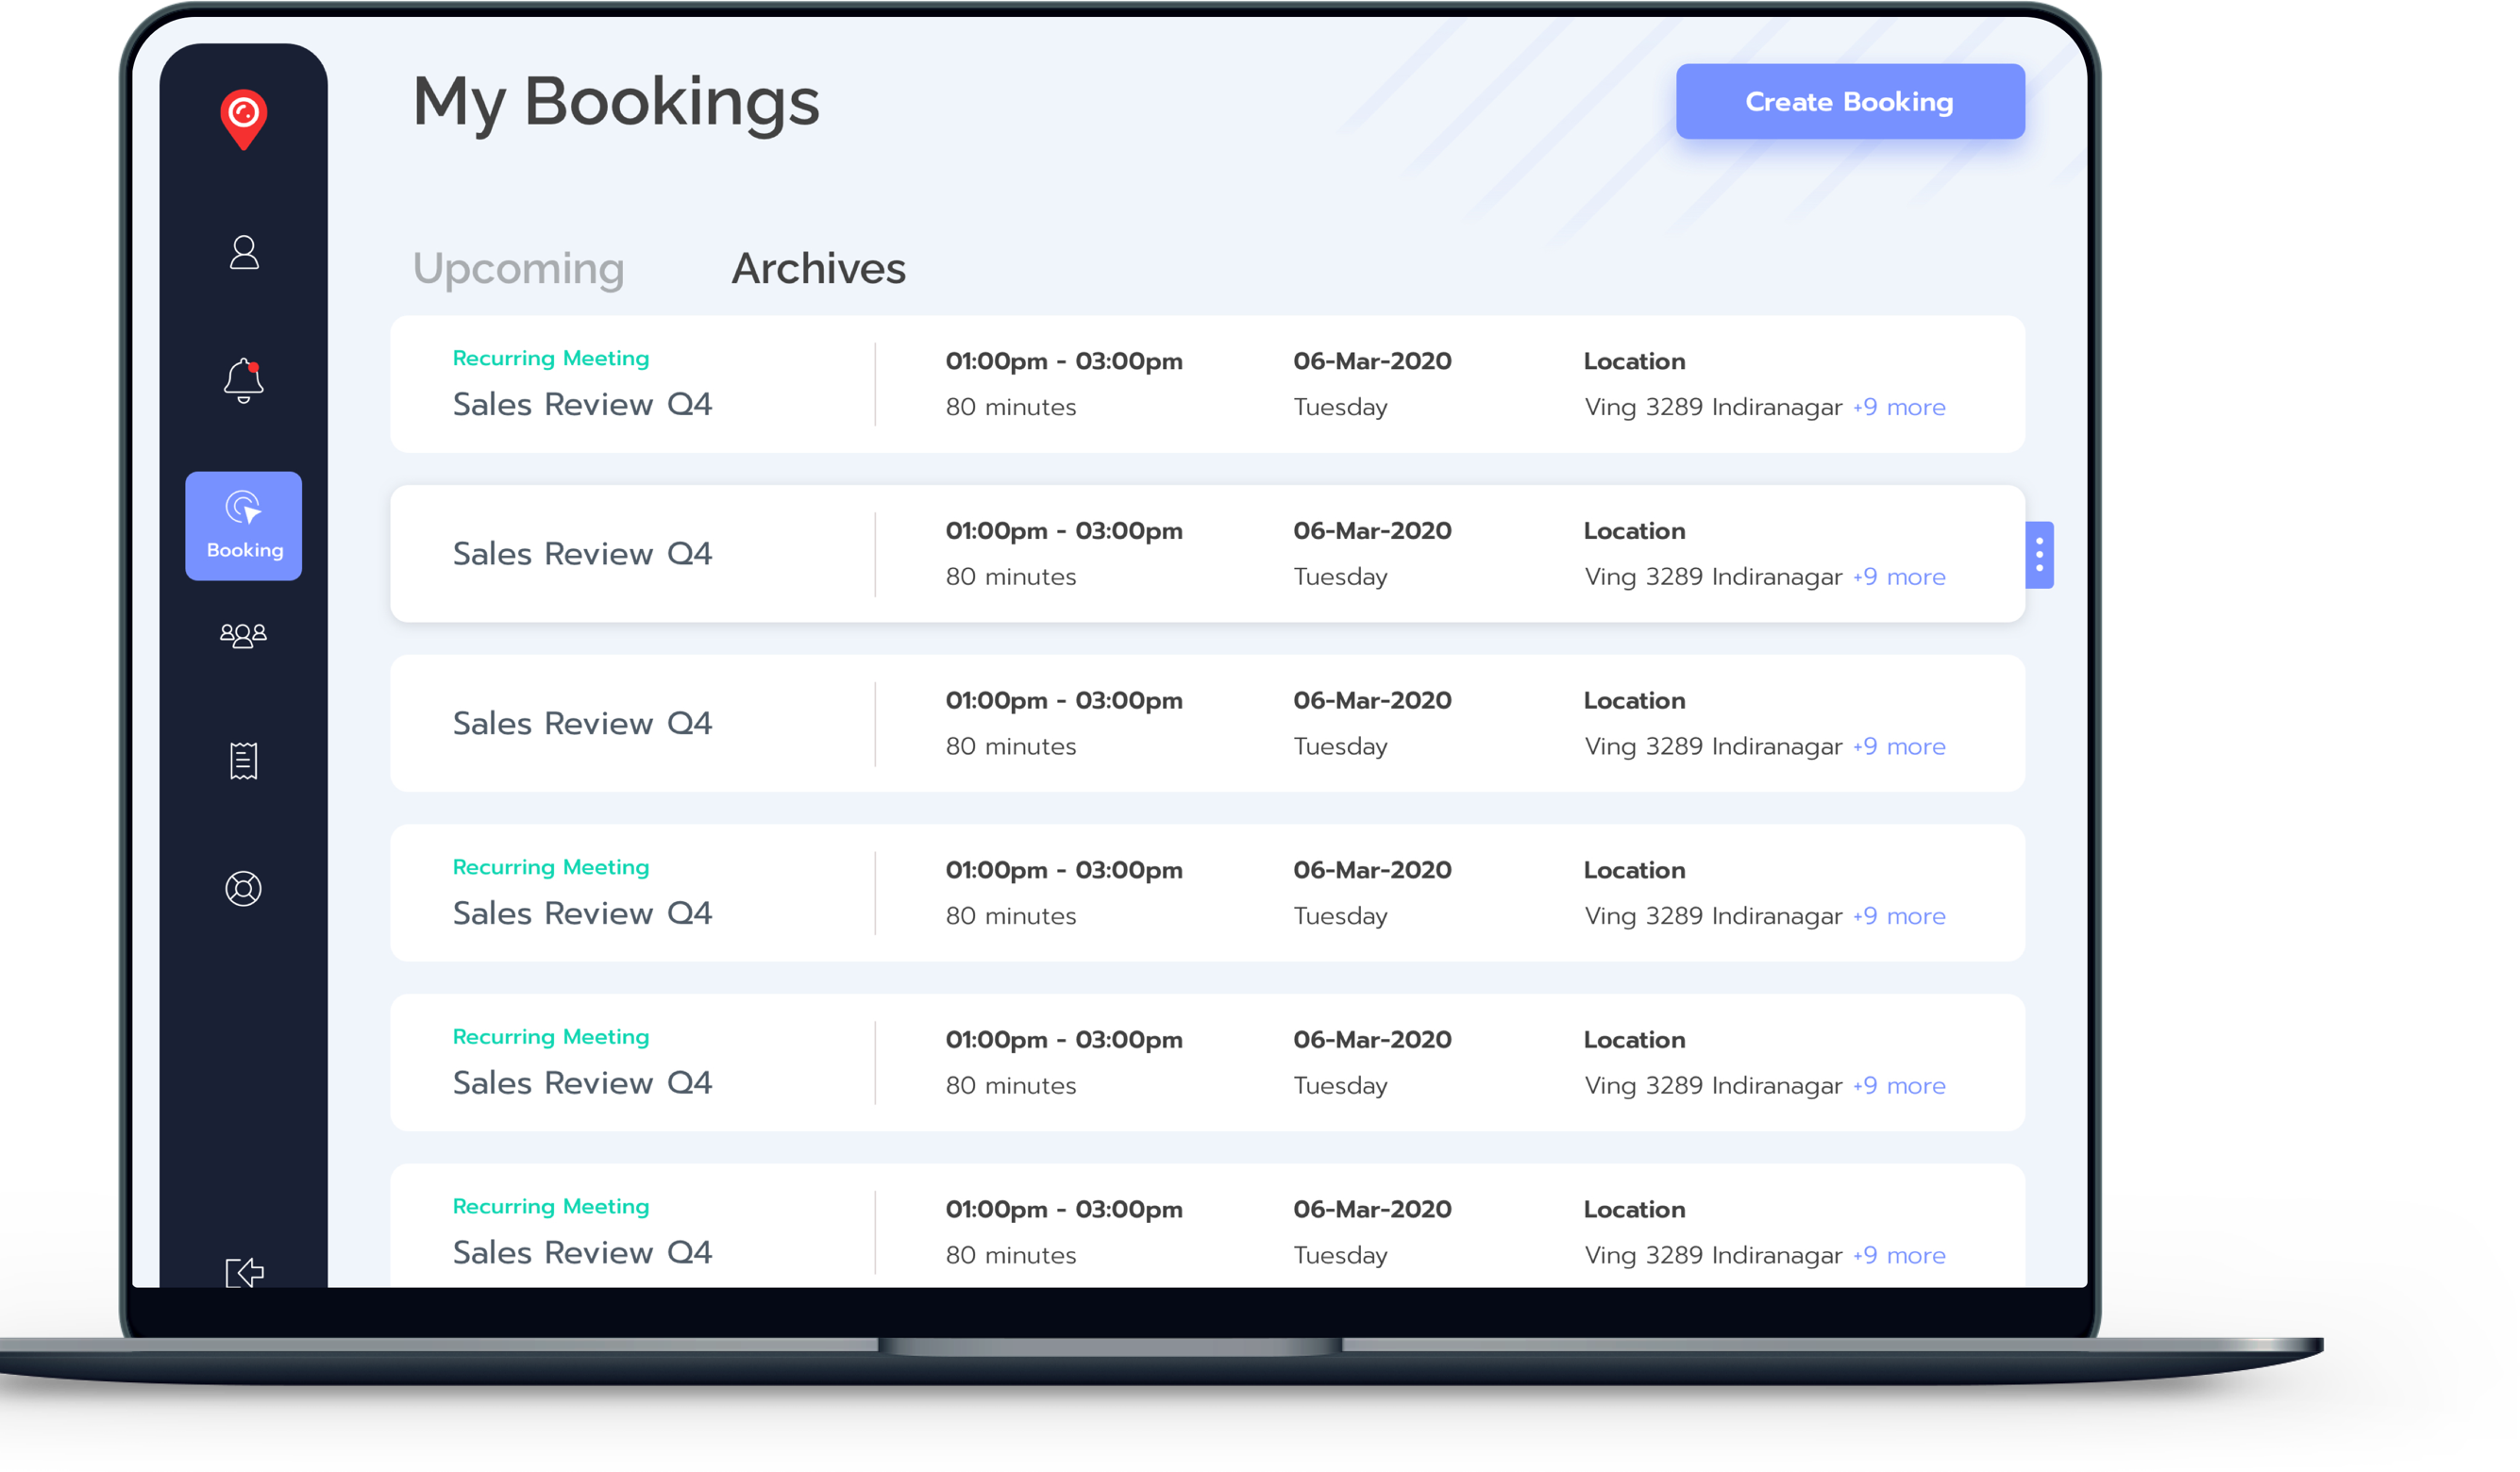 My Bookings
Create Booking
Upcoming
Archives
Recurring Meeting
Sales Review Q4
01:00pm - 03:00pm
80 minutes
06-Mar-2020
Tuesday
Location
Ving 3289 Indiranagar +9 more
Booking
Sales Review Q4
01:00pm - 03:00pm
80 minutes
06-Mar-2020
Tuesday
Location
Ving 3289 Indiranagar +9 more
Sales Review Q4
01:00pm - 03:00pm
80 minutes
06-Mar-2020
Tuesday
Location
Ving 3289 Indiranagar +9 more
Recurring Meeting
Sales Review Q4
01:00pm - 03:00pm
80 minutes
06-Mar-2020
Tuesday
Location
Ving 3289 Indiranagar +9 more
Recurring Meeting
Sales Review Q4
01:00pm - 03:00pm
80 minutes
06-Mar-2020
Tuesday
Location
Ving 3289 Indiranagar +9 more
Recurring Meeting
Sales Review Q4
01:00pm - 03:00pm
80 minutes
06-Mar-2020
Tuesday
Location
Ving 3289 Indiranagar +9 more